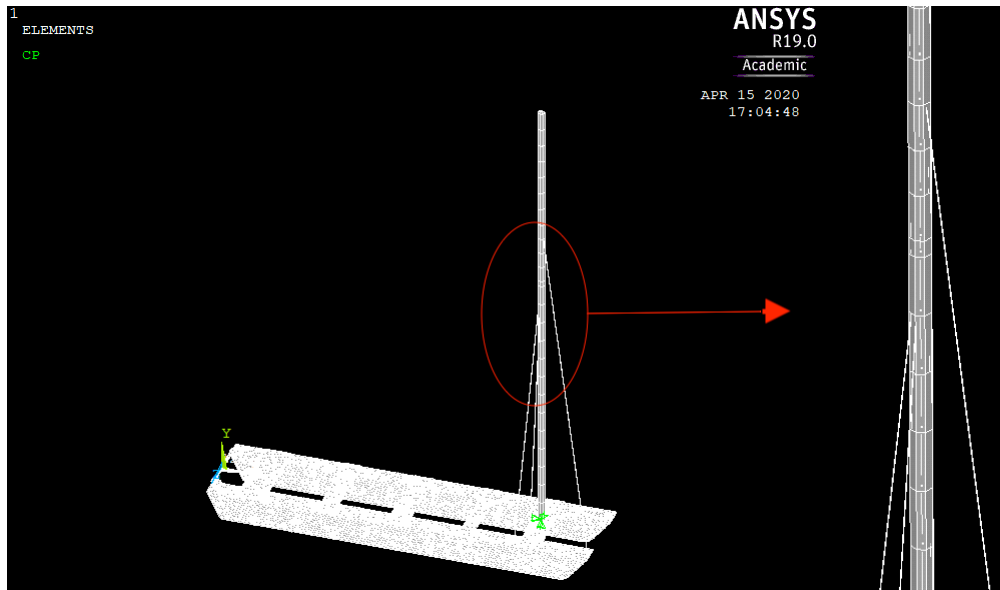 1
ELEMENTS
CP
ANSYS
R19.0
Academic
APR 15 2020
17:04:48
Y
Z